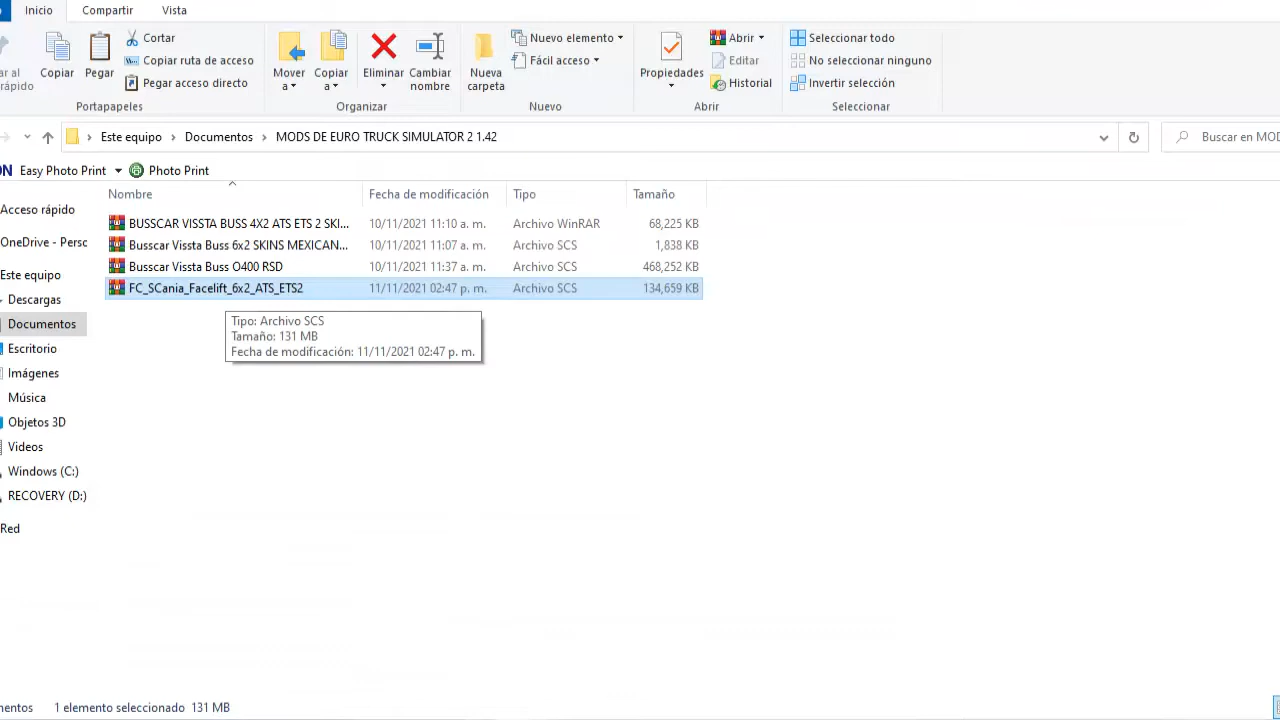 Inicio Compartir Vista
Cortar
Copiar ruta de acceso
Pegar acceso directo
Copiar Pegar
ar al
rápido
Portapapeles
Mover a
Copiar a
Eliminar
Cambiar nombre
Organizar
Nueva carpeta
Nuevo elemento
Fácil acceso
Nuevo
Propiedades
Abrir
Editar
Historial
Abrir
Seleccionar todo
No seleccionar ninguno
Invertir selección
Seleccionar
Este equipo > Documentos > MODS DE EURO TRUCK SIMULATOR 2 1.42
Buscar en MOD
ON Easy Photo Print Photo Print
Nombre Fecha de modificación Tipo Tamaño
BUSSCAR VISSTA BUSS 4X2 ATS ETS 2 SKI... 10/11/2021 11:10 a. m. Archivo WinRAR 68,225 KB
Busscar Vissta Buss 6x2 SKINS MEXICAN... 10/11/2021 11:07 a. m. Archivo SCS 1,838 KB
Busscar Vissta Buss O400 RSD 10/11/2021 11:37 a. m. Archivo SCS 468,252 KB
FC_SCania_Facelift_6x2_ATS_ETS2 11/11/2021 02:47 p. m. Archivo SCS 134,659 KB
Tipo: Archivo SCS
Tamaño: 131 MB
Fecha de modificación: 11/11/2021 02:47 p. m.
Acceso rápido
OneDrive - Persc
Este equipo
Descargas
Documentos
Escritorio
Imágenes
Música
Objetos 3D
Videos
Windows (C:)
RECOVERY (D:)
Red
mentos 1 elemento seleccionado 131 MB